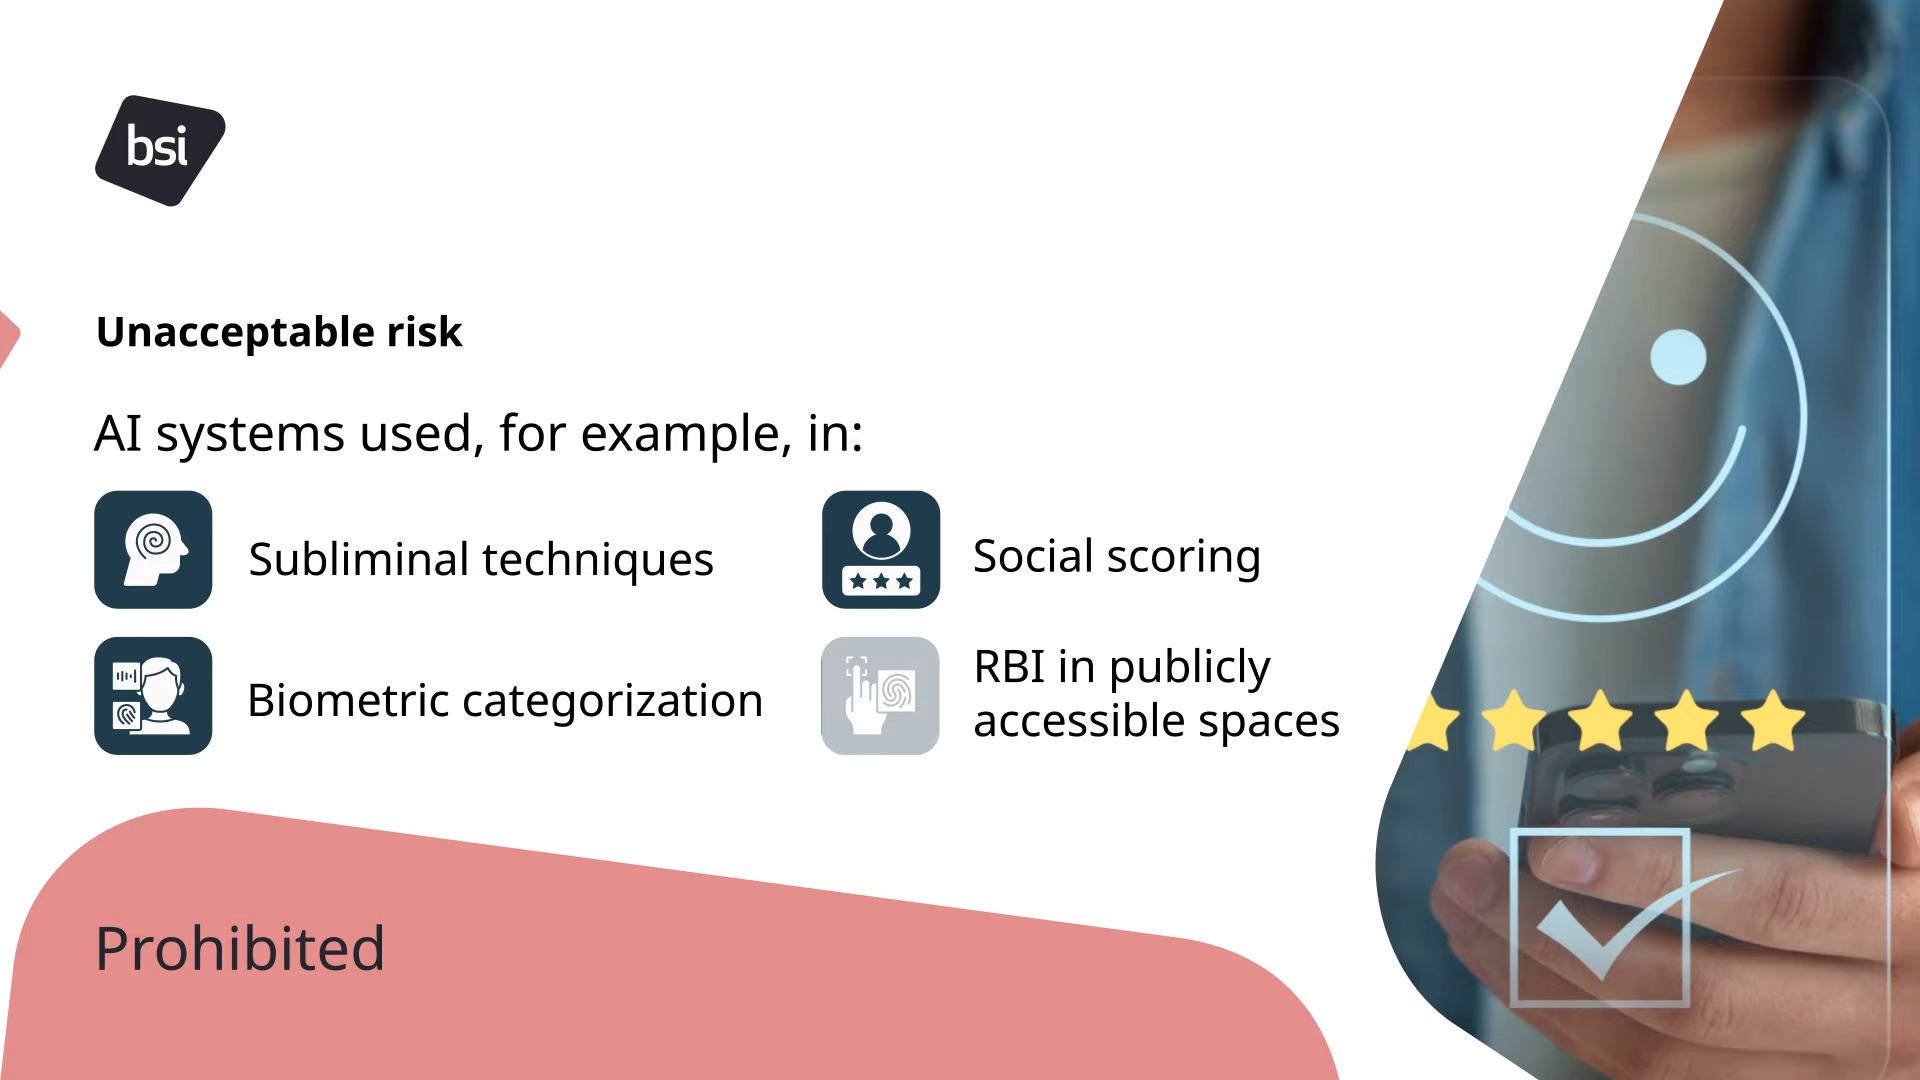 bsi
Unacceptable risk
AI systems used, for example, in:
Subliminal techniques
Social scoring
Biometric categorization
RBI in publicly
accessible spaces
Prohibited